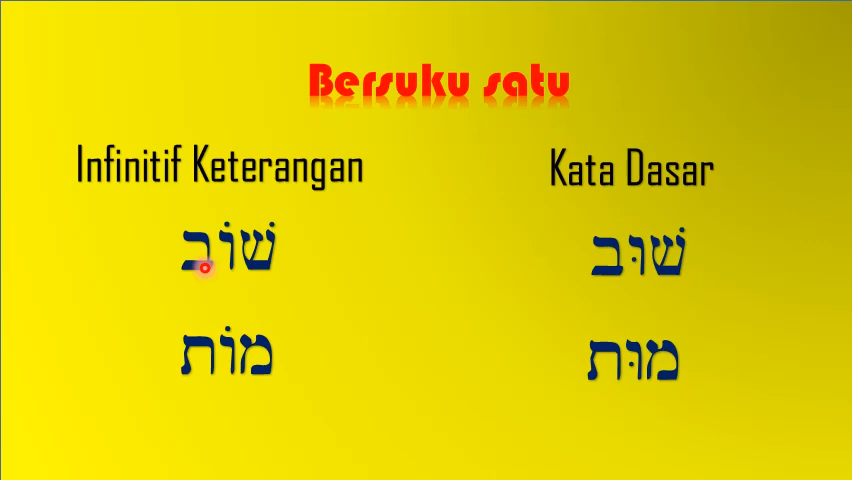 Bersuku satu
Infinitif Keterangan Kata Dasar
שׁוֹב שׁוּב
מוֹת מוּת